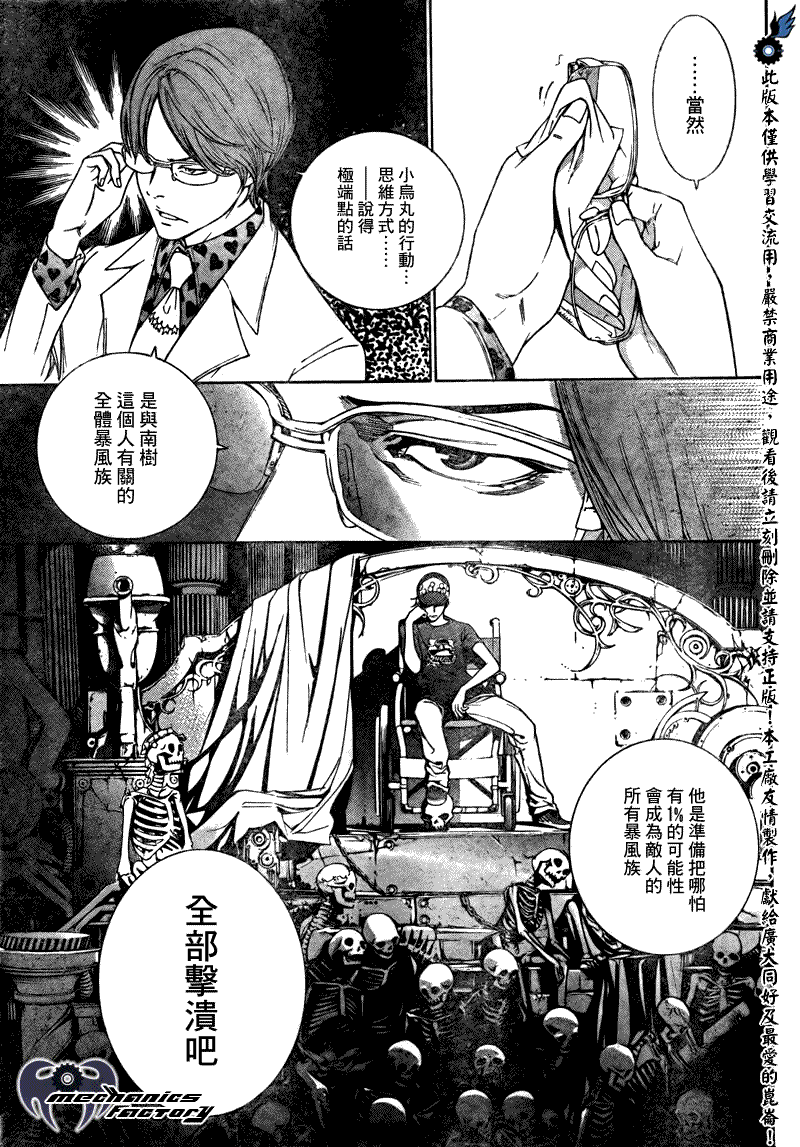 ……當然
小烏丸的行動…
思維方式……
——說得
極端點的話
是與南樹
這個人有關的
全體暴風族
他是準備把哪怕
有1%的可能性
會成為敵人的
所有暴風族
全部擊潰吧
mechanics
factory
此版本僅供學習交流用，嚴禁商業用途，觀看後請立刻刪除並請支持正版！本工廠友情製作，獻給廣大同好及最愛的崑崙！